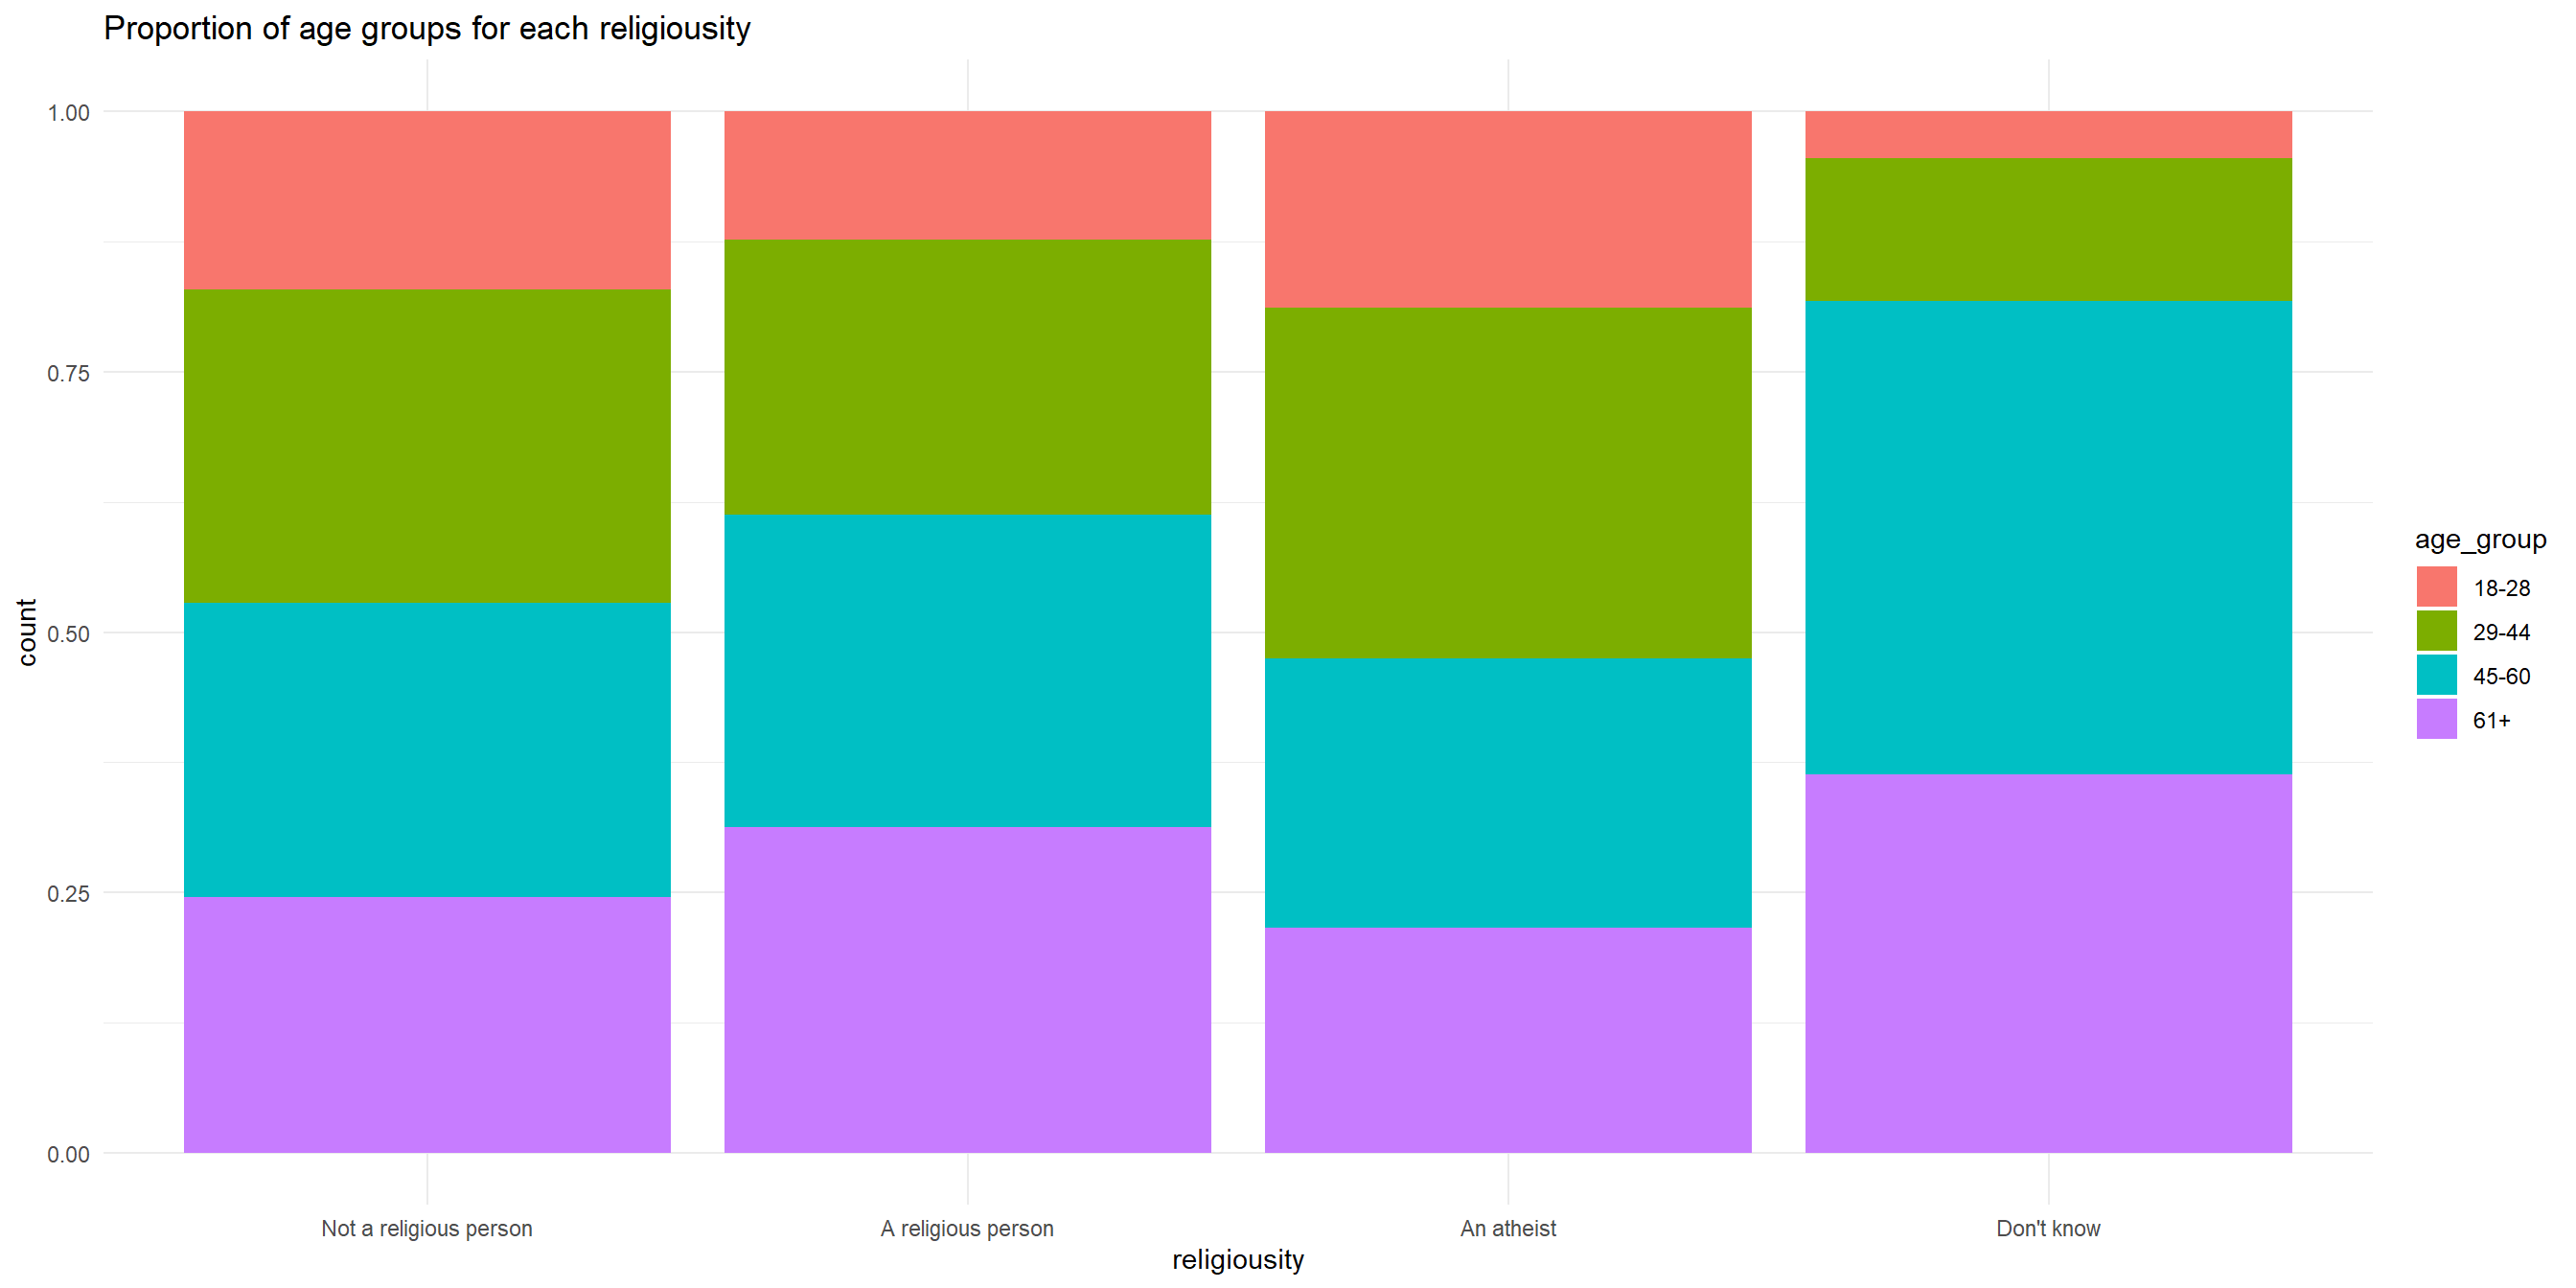 Proportion of age groups for each religiousity
count
1.00
0.75
0.50
0.25
0.00
Not a religious person
A religious person
An atheist
Don't know
religiousity
age_group
18-28
29-44
45-60
61+